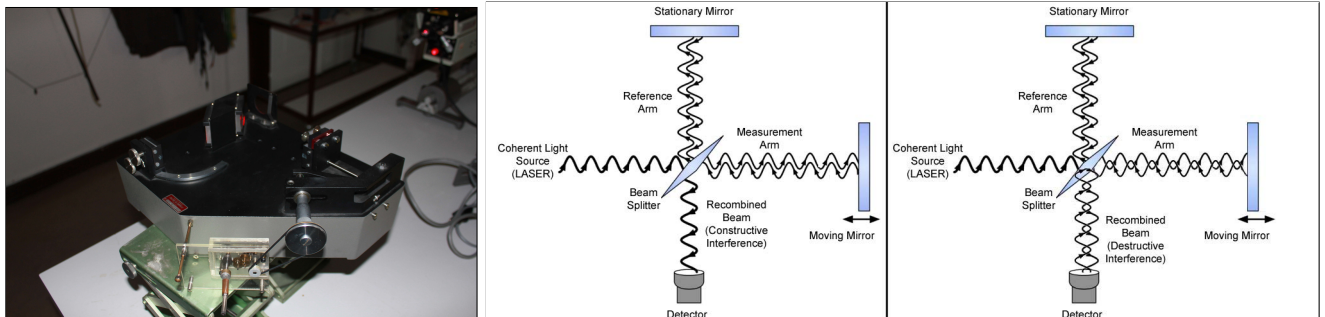 Stationary Mirror
Reference
Arm
Measurement
Arm
Coherent Light
Source
(LASER)
Beam
Splitter
Recombined
Beam
(Constructive
Interference)
Moving Mirror
Detector
Stationary Mirror
Reference
Arm
Measurement
Arm
Coherent Light
Source
(LASER)
Beam
Splitter
Recombined
Beam
(Destructive
Interference)
Moving Mirror
Detector